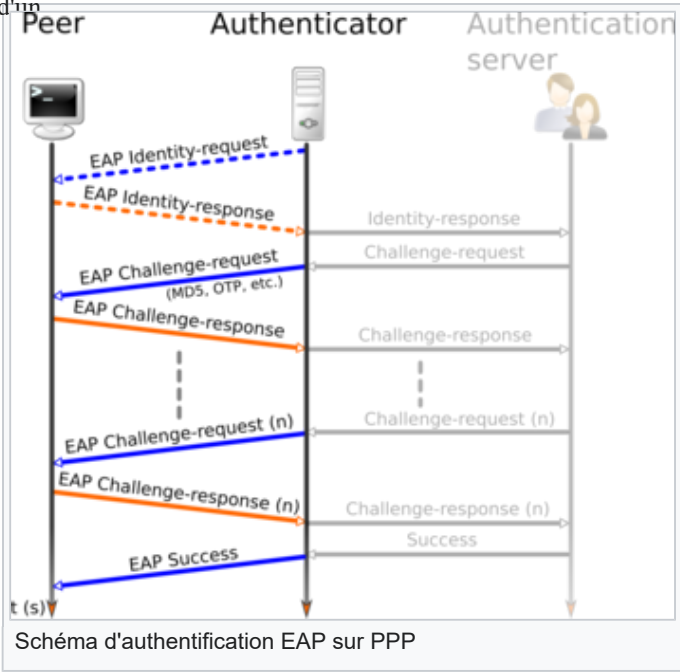 d'un
Peer
Authenticator
Authentication
server
EAP Identity-request
EAP Identity-response
Identity-response
Challenge-request
EAP Challenge-request
(MD5, OTP, etc.)
EAP Challenge-response
Challenge-response
Challenge-request (n)
EAP Challenge-request (n)
EAP Challenge-response (n)
Challenge-response (n)
Success
EAP Success
t (s)
Schéma d'authentification EAP sur PPP